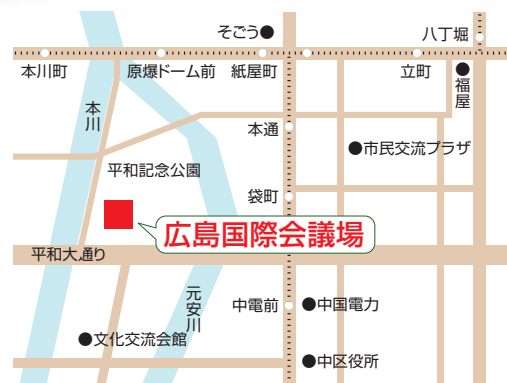 そごう●
八丁堀
本川町
原爆ドーム前
紙屋町
立町
●福屋
本川
本通
●市民交流プラザ
平和記念公園
袋町
広島国際会議場
平和大通り
元安川
中電前
●中国電力
●文化交流会館
●中区役所